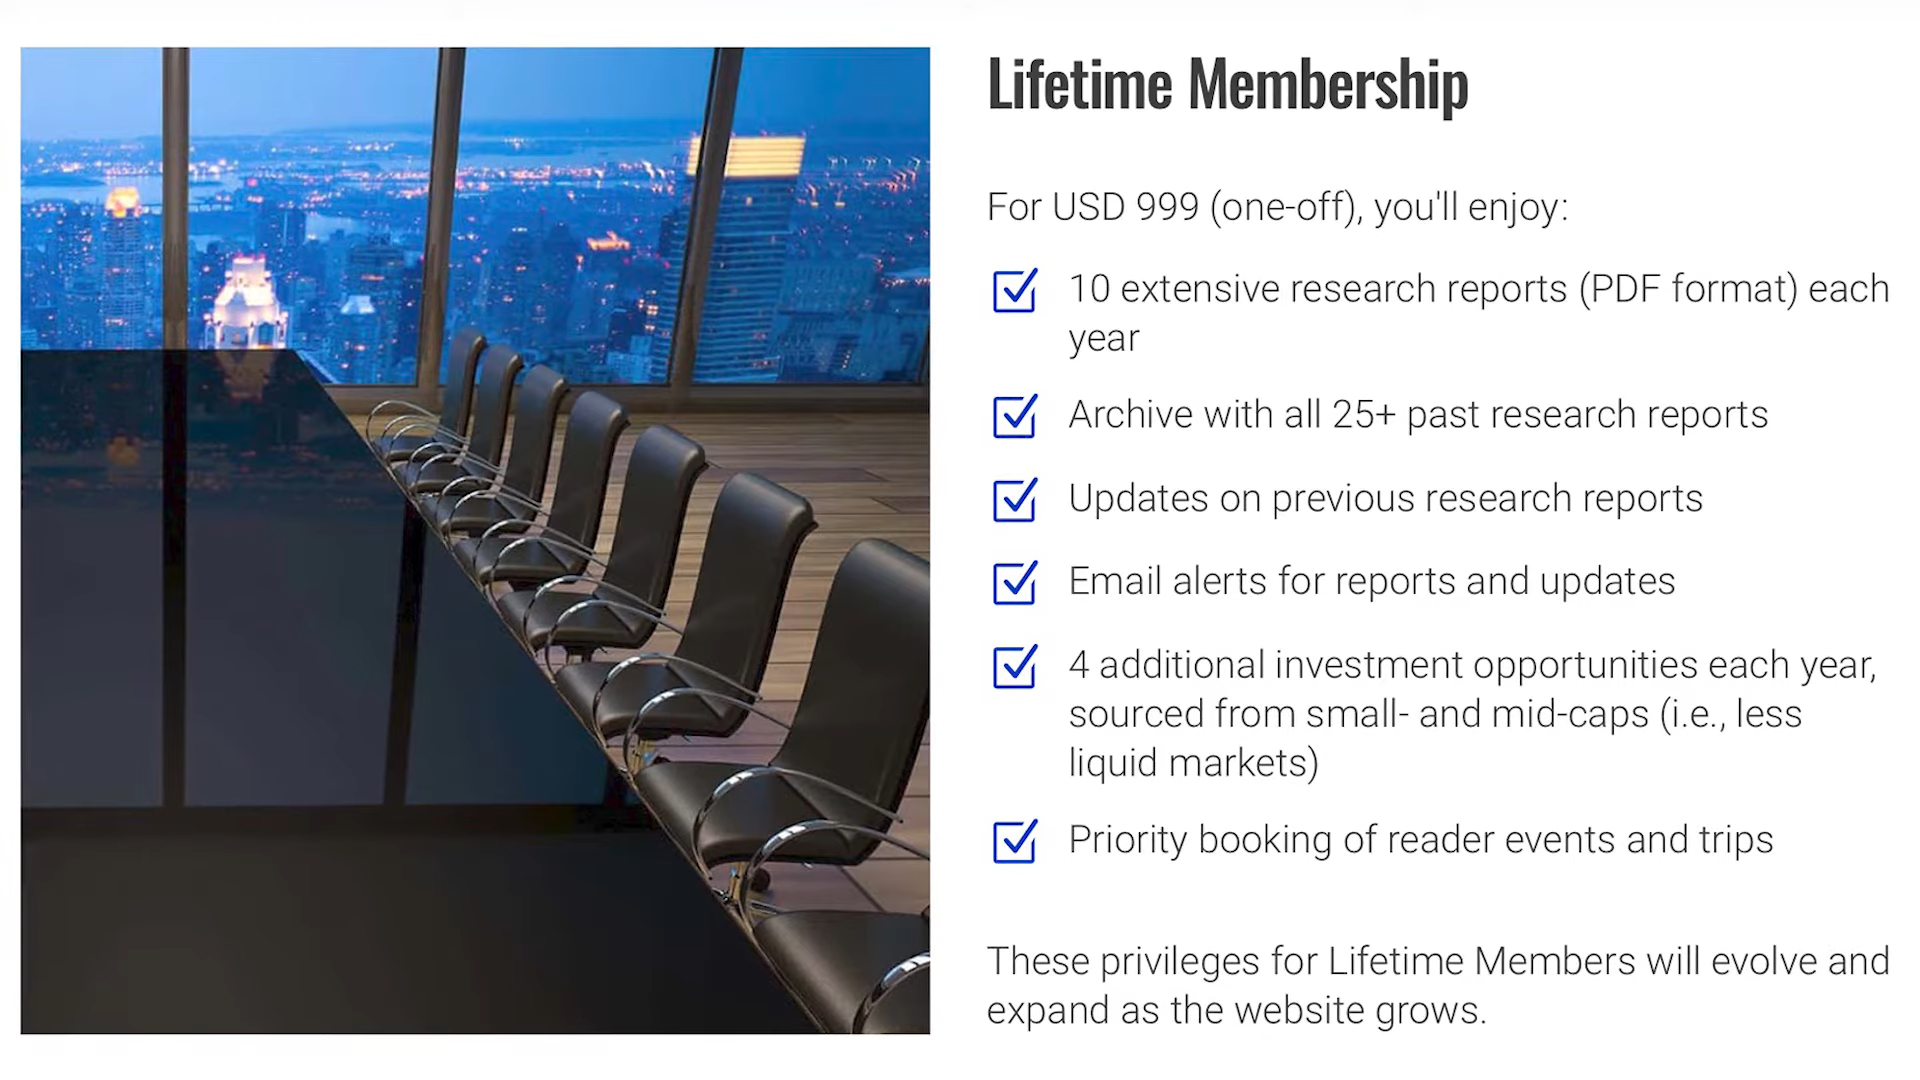 Lifetime Membership
For USD 999 (one-off), you'll enjoy:
10 extensive research reports (PDF format) each
year
Archive with all 25+ past research reports
Updates on previous research reports
Email alerts for reports and updates
4 additional investment opportunities each year,
sourced from small- and mid-caps (i.e., less
liquid markets)
Priority booking of reader events and trips
These privileges for Lifetime Members will evolve and
expand as the website grows.